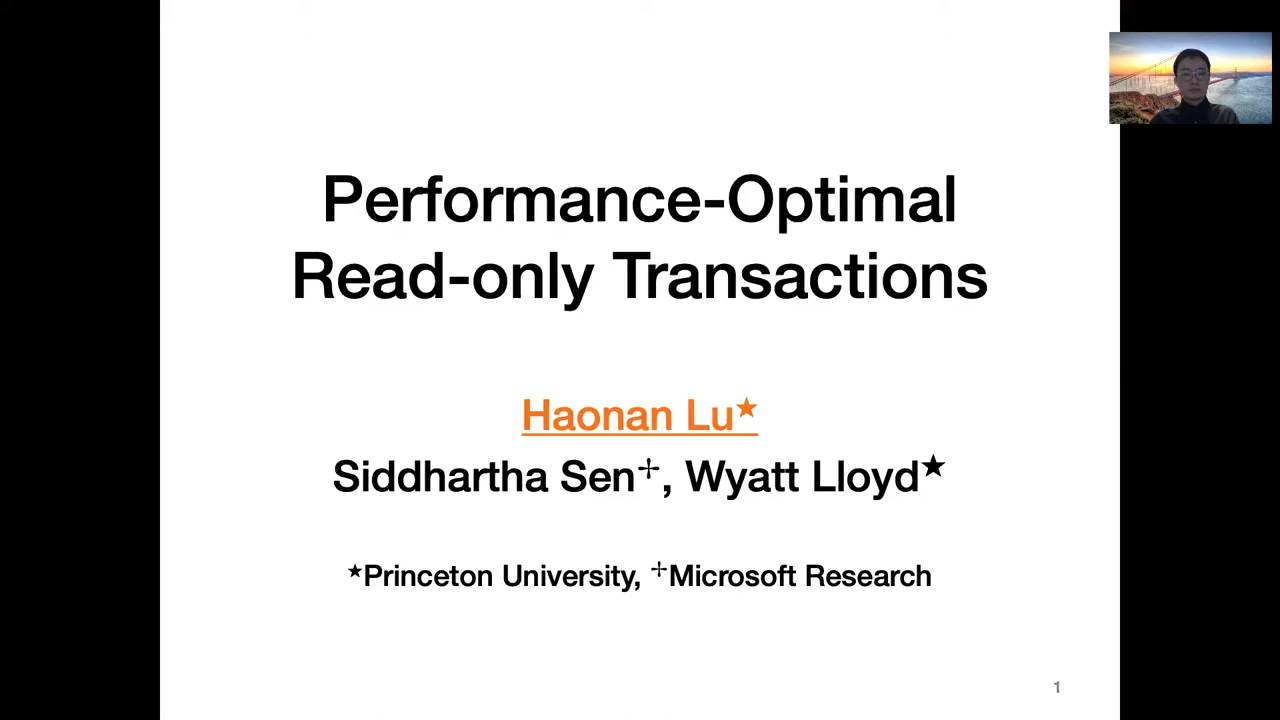 Performance-Optimal
Read-only Transactions
Haonan Lu★
Siddhartha Sen✢, Wyatt Lloyd★
★Princeton University, ✢Microsoft Research
1